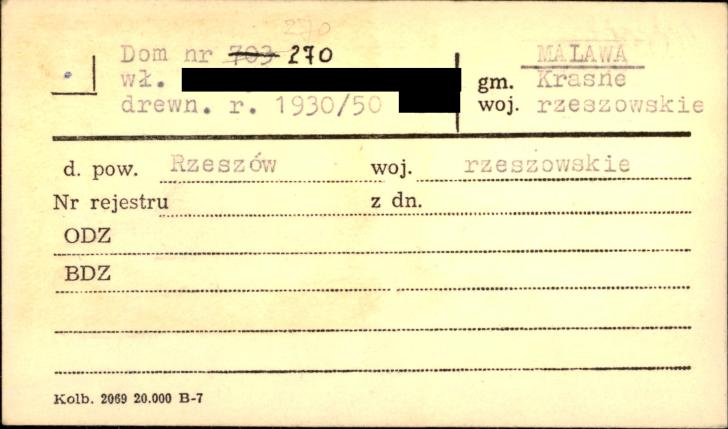 270
Dom nr 703 270 MALAWA
wł. gm. Krasne
drewn. r. 1930/50 woj. rzeszowskie
d. pow. Rzeszów woj. rzeszowskie
Nr rejestru z dn.
ODZ
BDZ
Kolb. 2069 20.000 B-7